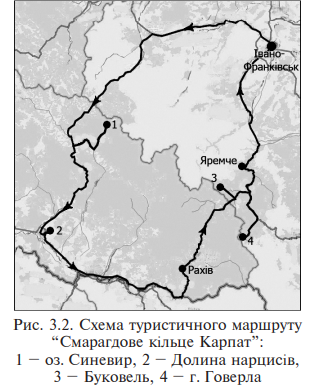 Івано-
Франківськ
1
Яремче
3
2
4
Рахів
Рис. 3.2. Схема туристичного маршруту
“Смарагдове кільце Карпат”:
1 – оз. Синевир, 2 – Долина нарцисів,
3 – Буковель, 4 – г. Говерла